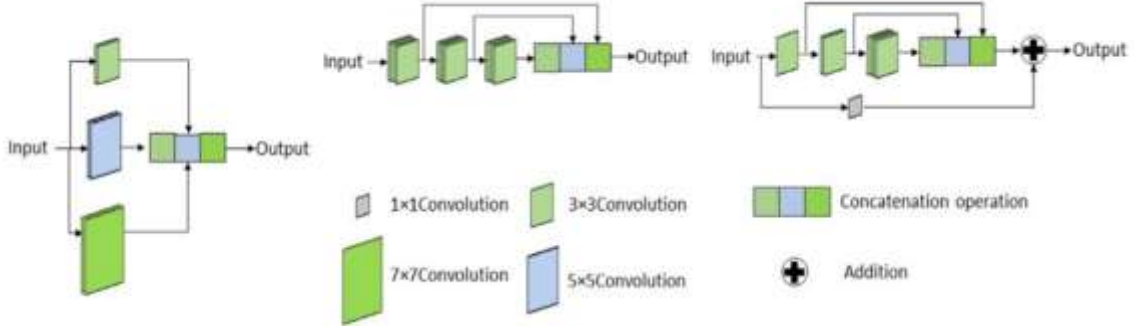 Input
Output
Input
Output
Input
Output
1×1Convolution
3×3Convolution
Concatenation operation
7×7Convolution
5×5Convolution
Addition